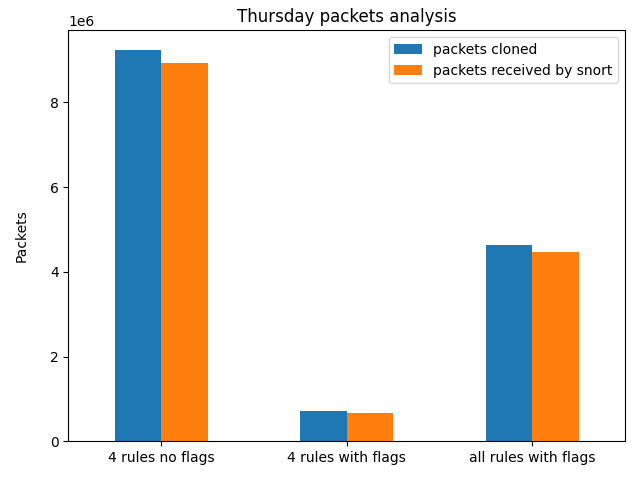 Thursday packets analysis
1e6
packets cloned
packets received by snort
8
6
4
2
0
Packets
4 rules no flags
4 rules with flags
all rules with flags